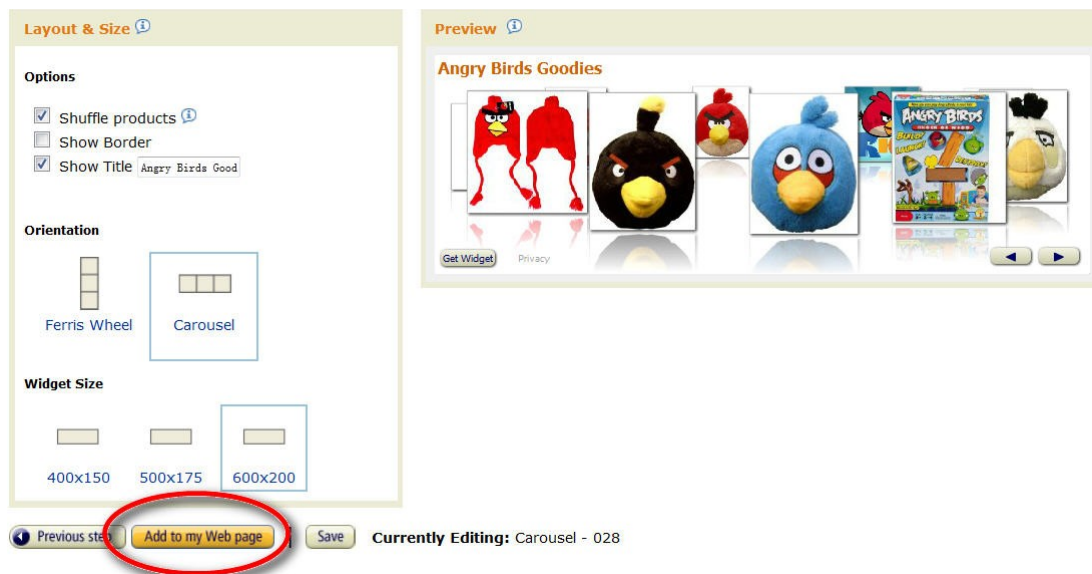 Layout & Size
Options
Shuffle products
Show Border
Show Title Angry Birds Good
Orientation
Ferris Wheel Carousel
Widget Size
400x150 500x175 600x200
Preview
Angry Birds Goodies
ANGRY BIRDS
Get Widget Privacy
Previous step Add to my Web page Save Currently Editing: Carousel - 028